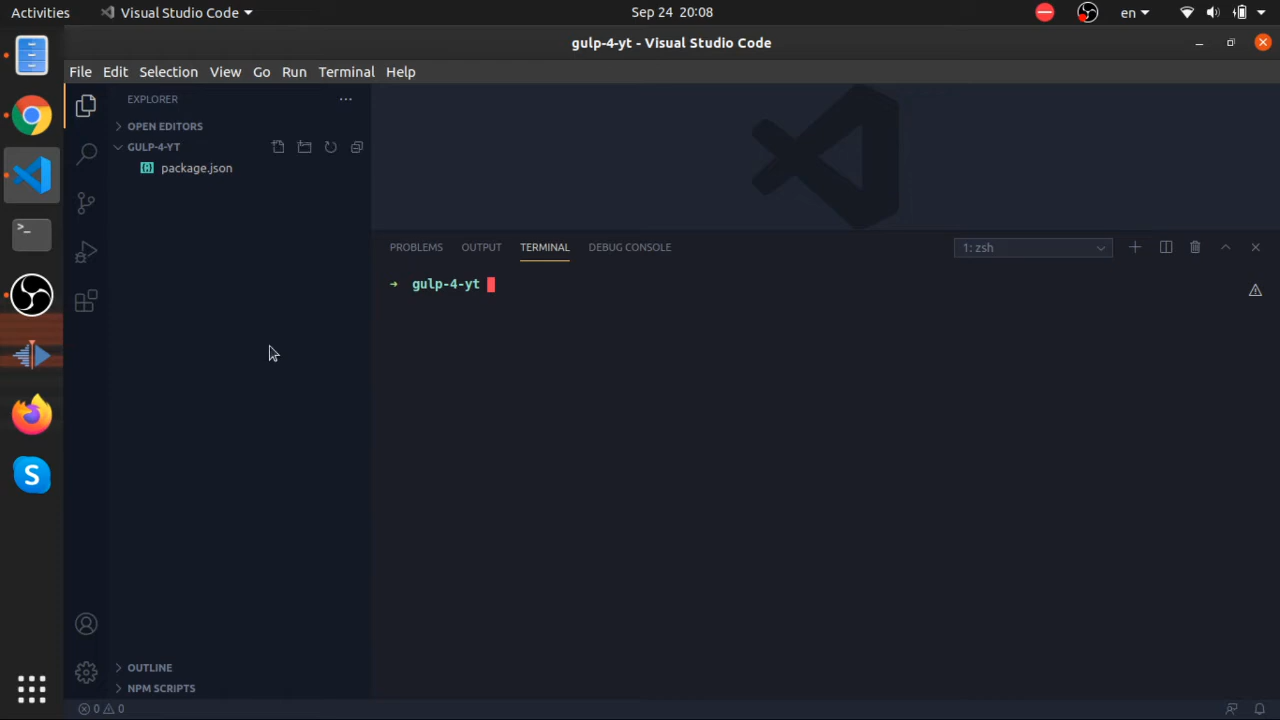 Activities
Visual Studio Code
Sep 24 20:08
en
gulp-4-yt - Visual Studio Code
File Edit Selection View Go Run Terminal Help
EXPLORER
OPEN EDITORS
GULP-4-YT
package.json
PROBLEMS OUTPUT TERMINAL DEBUG CONSOLE
1: zsh
→ gulp-4-yt
OUTLINE
NPM SCRIPTS
0 0